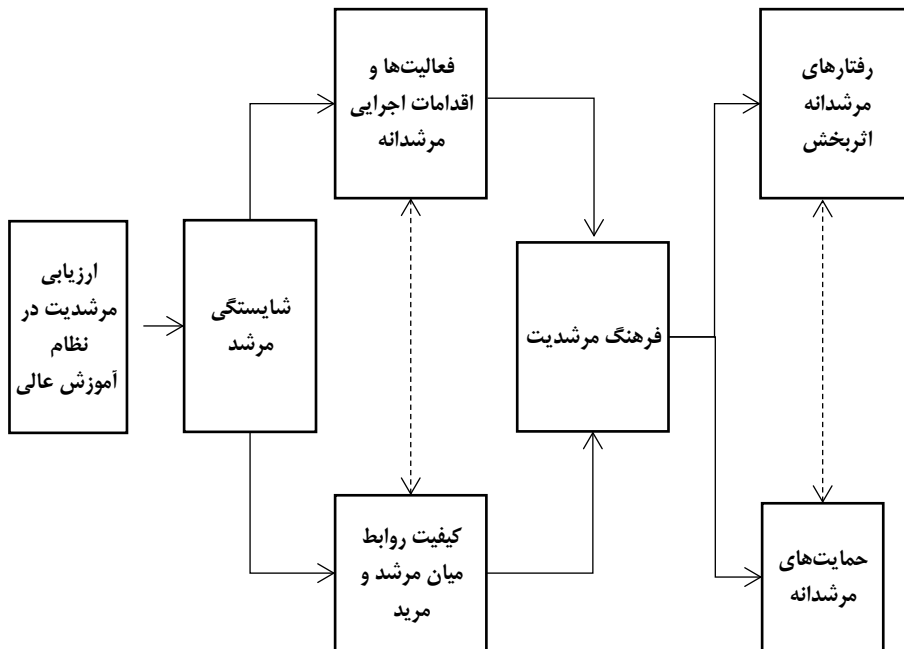 ارزیابی
مرشدیت در
نظام
آموزش عالی
شایستگی
مرشد
فعالیت‌ها و
اقدامات اجرایی
مرشدانه
کیفیت روابط
میان مرشد و
مرید
فرهنگ مرشدیت
رفتارهای
مرشدانه
اثربخش
حمایت‌های
مرشدانه